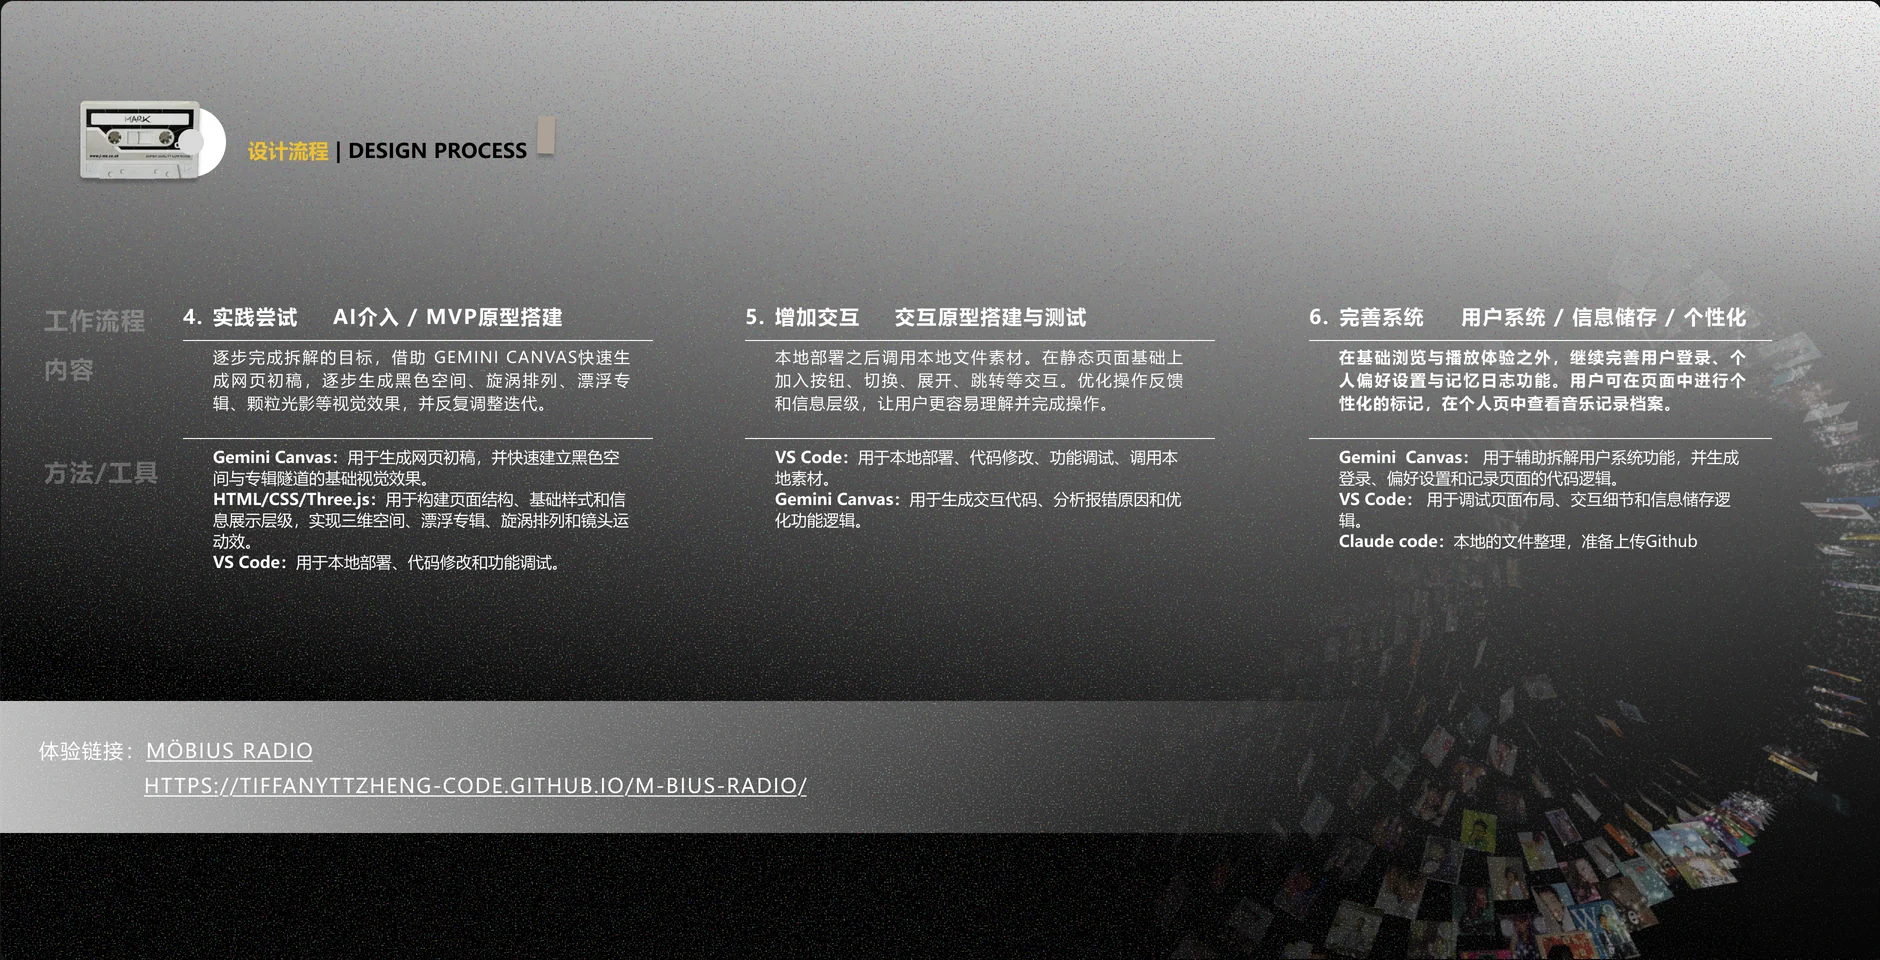 MARK
设计流程 | DESIGN PROCESS
工作流程
4. 实践尝试 AI介入 / MVP原型搭建
5. 增加交互 交互原型搭建与测试
6. 完善系统 用户系统 / 信息储存 / 个性化
内容
逐步完成拆解的目标，借助 GEMINI CANVAS快速生
成网页初稿，逐步生成黑色空间、旋涡排列、漂浮专
辑、颗粒光影等视觉效果，并反复调整迭代。
本地部署之后调用本地文件素材。在静态页面基础上
加入按钮、切换、展开、跳转等交互。优化操作反馈
和信息层级，让用户更容易理解并完成操作。
在基础浏览与播放体验之外，继续完善用户登录、个
人偏好设置与记忆日志功能。用户可在页面中进行个
性化的标记，在个人页中查看音乐记录档案。
方法/工具
Gemini Canvas：用于生成网页初稿，并快速建立黑色空
间与专辑隧道的基础视觉效果。
HTML/CSS/Three.js：用于构建页面结构、基础样式和信
息展示层级，实现三维空间、漂浮专辑、旋涡排列和镜头运
动效。
VS Code：用于本地部署、代码修改和功能调试。
VS Code：用于本地部署、代码修改、功能调试、调用本
地素材。
Gemini Canvas：用于生成交互代码、分析报错原因和优
化功能逻辑。
Gemini Canvas： 用于辅助拆解用户系统功能，并生成
登录、偏好设置和记录页面的代码逻辑。
VS Code： 用于调试页面布局、交互细节和信息储存逻
辑。
Claude code：本地的文件整理，准备上传Github
体验链接：MÖBIUS RADIO
HTTPS://TIFFANYTTZHENG-CODE.GITHUB.IO/M-BIUS-RADIO/